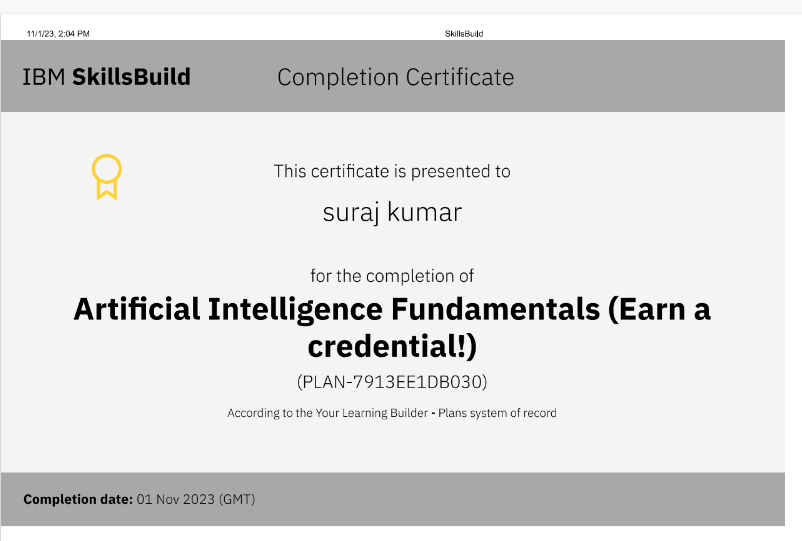 11/1/23, 2:04 PM SkillsBuild
IBM SkillsBuild Completion Certificate
This certificate is presented to
suraj kumar
for the completion of
Artificial Intelligence Fundamentals (Earn a
credential!)
(PLAN-7913EE1DB030)
According to the Your Learning Builder - Plans system of record
Completion date: 01 Nov 2023 (GMT)